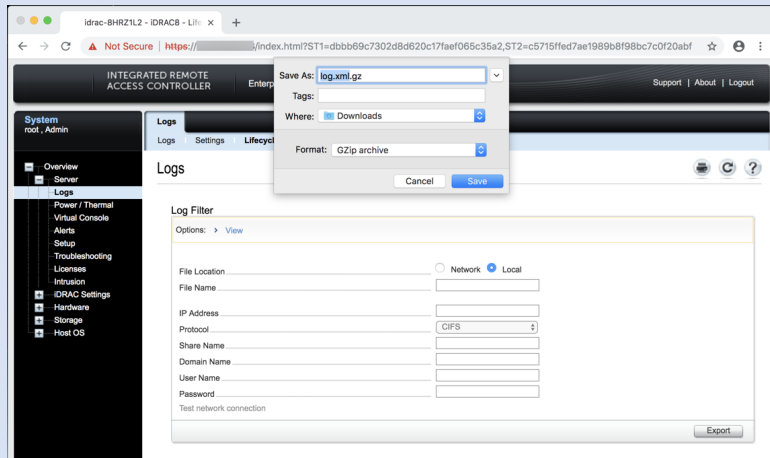 idrac-8HRZ1L2 - iDRAC8 - Life
Not Secure | https:// /index.html?ST1=dbbb69c7302d8d620c17faef065c35a2,ST2=c5715ffed7ae1989b8f98bc7c0f20abf
INTEGRATED REMOTE
ACCESS CONTROLLER
Enterp
Support | About | Logout
Save As: log.xml.gz
Tags:
Where: Downloads
Format: GZip archive
Cancel Save
System
root , Admin
Overview
Server
Logs
Power / Thermal
Virtual Console
Alerts
Setup
Troubleshooting
Licenses
Intrusion
iDRAC Settings
Hardware
Storage
Host OS
Logs
Logs Settings Lifecycl
Logs
Log Filter
Options: > View
File Location Network Local
File Name
IP Address
Protocol CIFS
Share Name
Domain Name
User Name
Password
Test network connection
Export